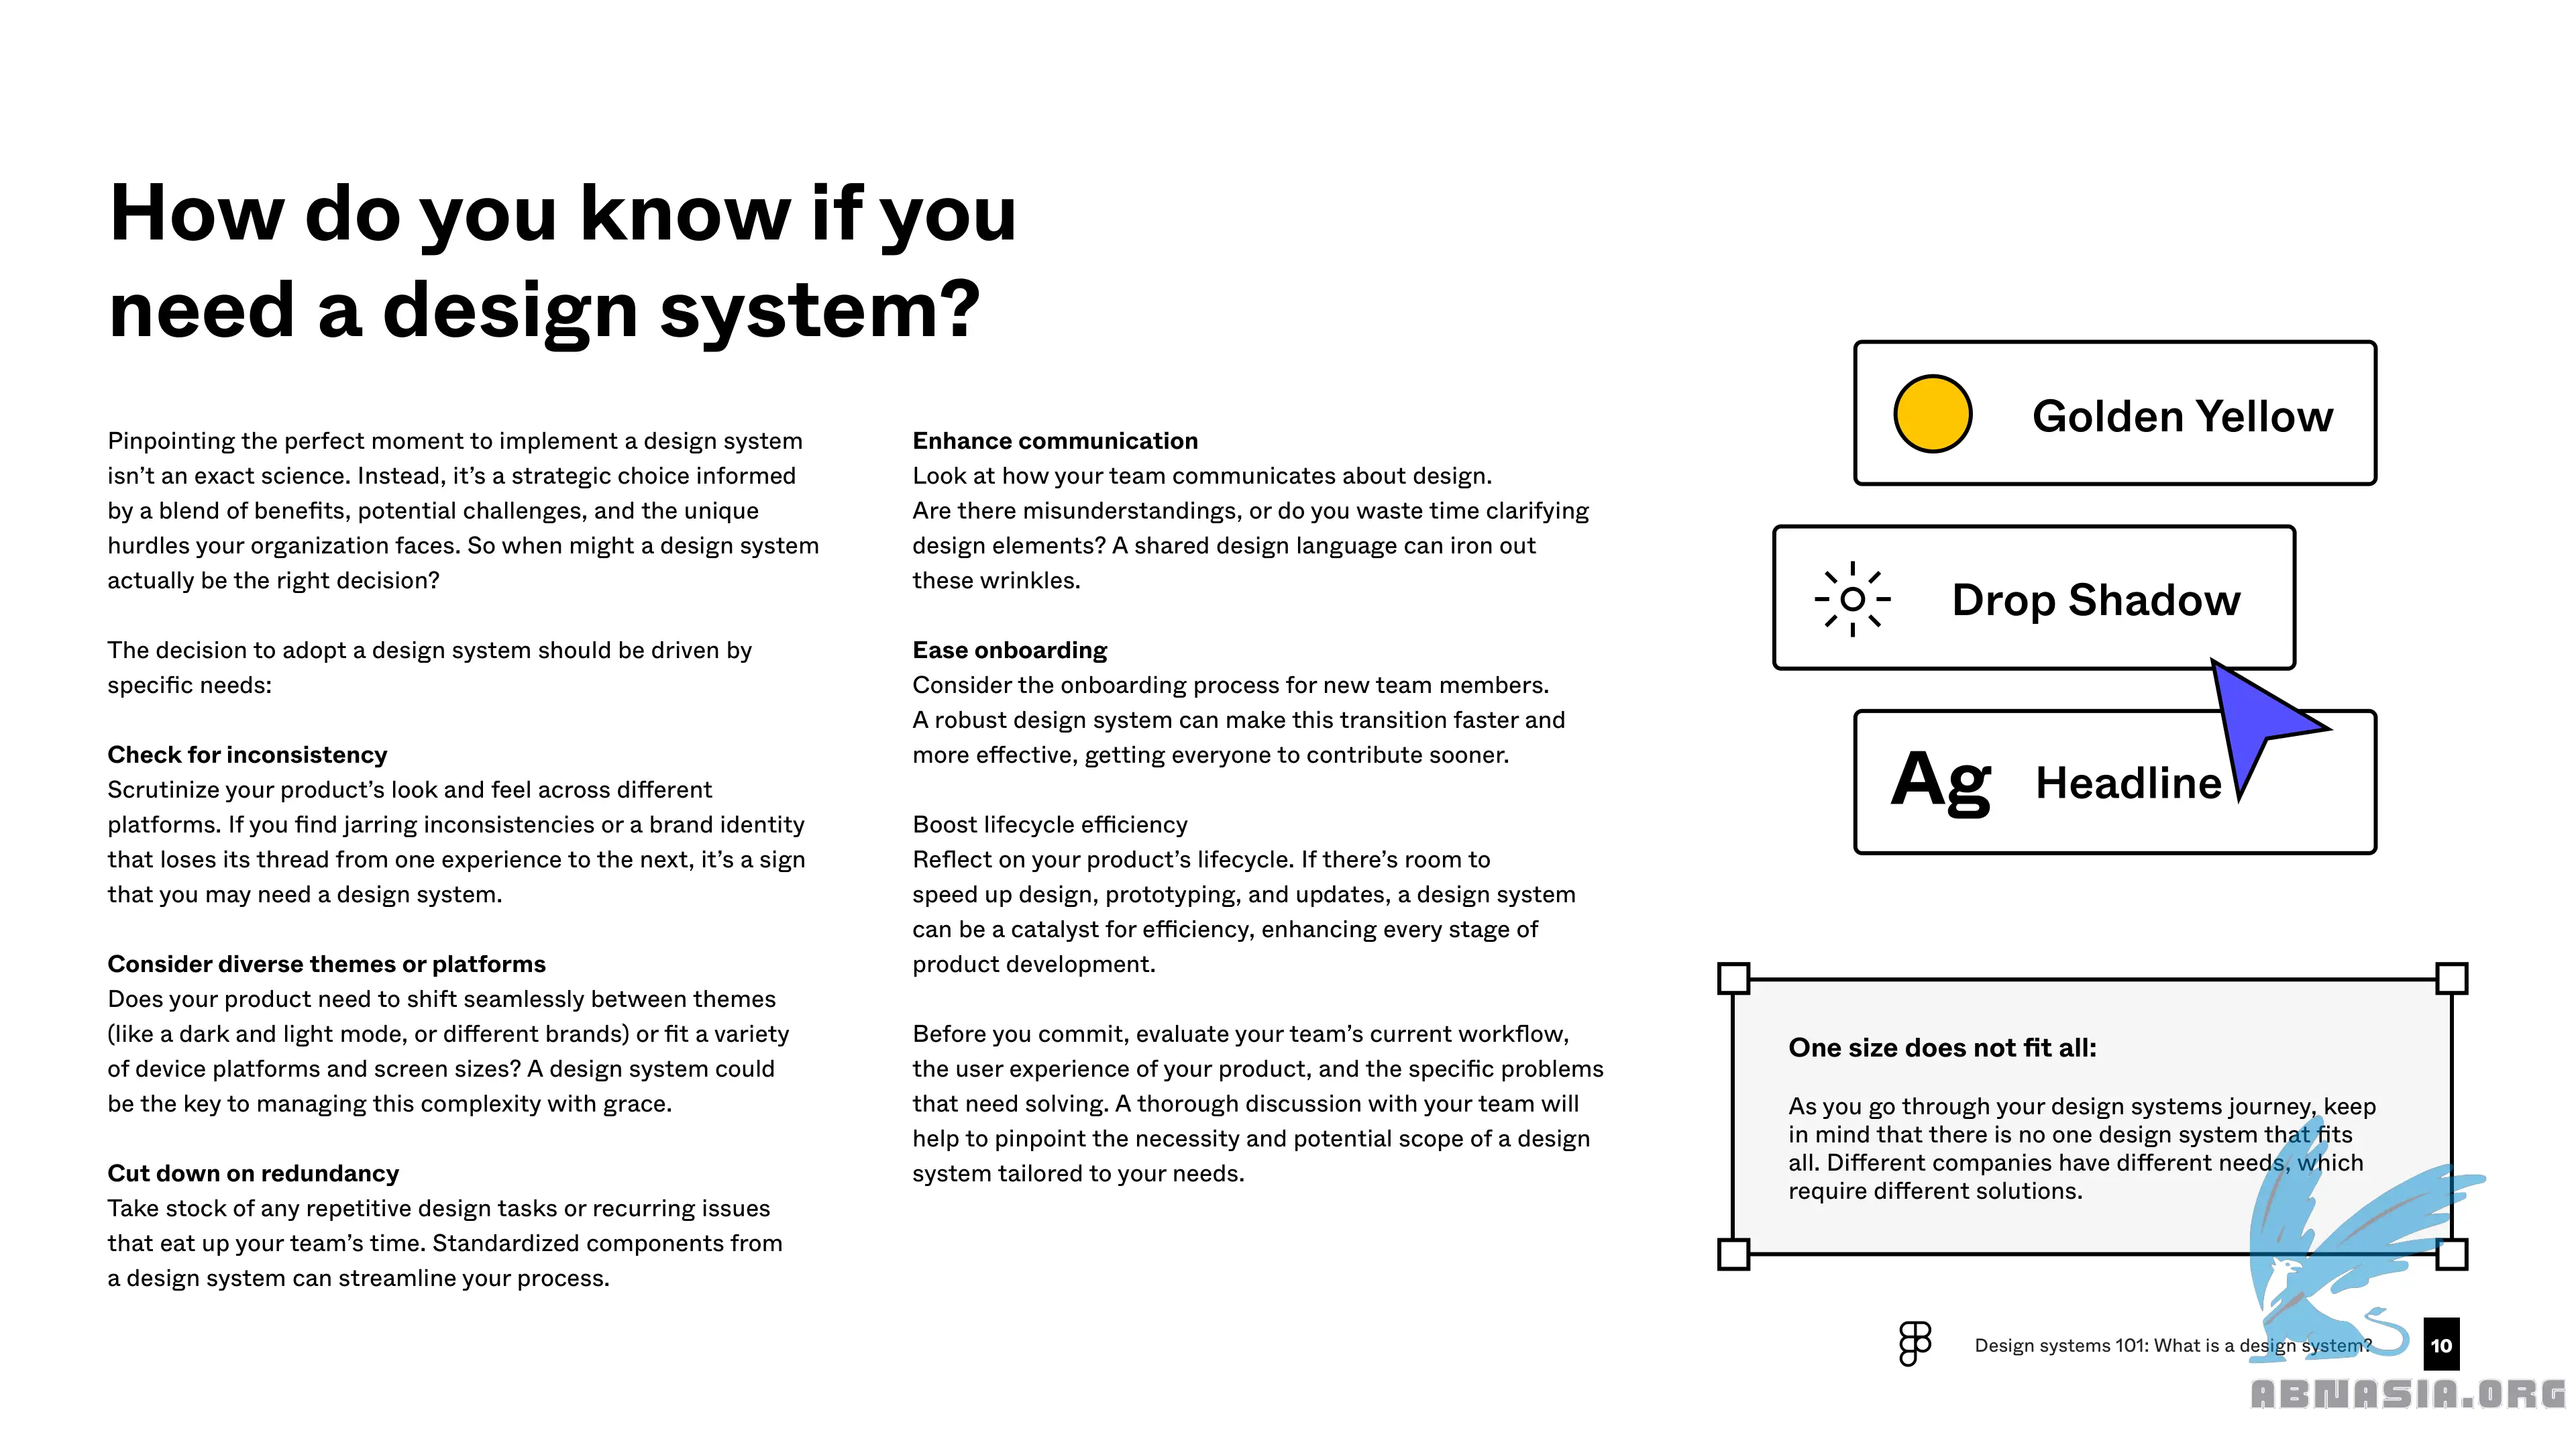 How do you know if you
need a design system?
Pinpointing the perfect moment to implement a design system
isn’t an exact science. Instead, it’s a strategic choice informed
by a blend of benefits, potential challenges, and the unique
hurdles your organization faces. So when might a design system
actually be the right decision?
The decision to adopt a design system should be driven by
specific needs:
Check for inconsistency
Scrutinize your product’s look and feel across different
platforms. If you find jarring inconsistencies or a brand identity
that loses its thread from one experience to the next, it’s a sign
that you may need a design system.
Consider diverse themes or platforms
Does your product need to shift seamlessly between themes
(like a dark and light mode, or different brands) or fit a variety
of device platforms and screen sizes? A design system could
be the key to managing this complexity with grace.
Cut down on redundancy
Take stock of any repetitive design tasks or recurring issues
that eat up your team’s time. Standardized components from
a design system can streamline your process.
Enhance communication
Look at how your team communicates about design.
Are there misunderstandings, or do you waste time clarifying
design elements? A shared design language can iron out
these wrinkles.
Ease onboarding
Consider the onboarding process for new team members.
A robust design system can make this transition faster and
more effective, getting everyone to contribute sooner.
Boost lifecycle efficiency
Reflect on your product’s lifecycle. If there’s room to
speed up design, prototyping, and updates, a design system
can be a catalyst for efficiency, enhancing every stage of
product development.
Before you commit, evaluate your team’s current workflow,
the user experience of your product, and the specific problems
that need solving. A thorough discussion with your team will
help to pinpoint the necessity and potential scope of a design
system tailored to your needs.
Golden Yellow
Drop Shadow
Ag Headline
One size does not fit all:
As you go through your design systems journey, keep
in mind that there is no one design system that fits
all. Different companies have different needs, which
require different solutions.
Design systems 101: What is a design system?
10
ABNASIA.ORG